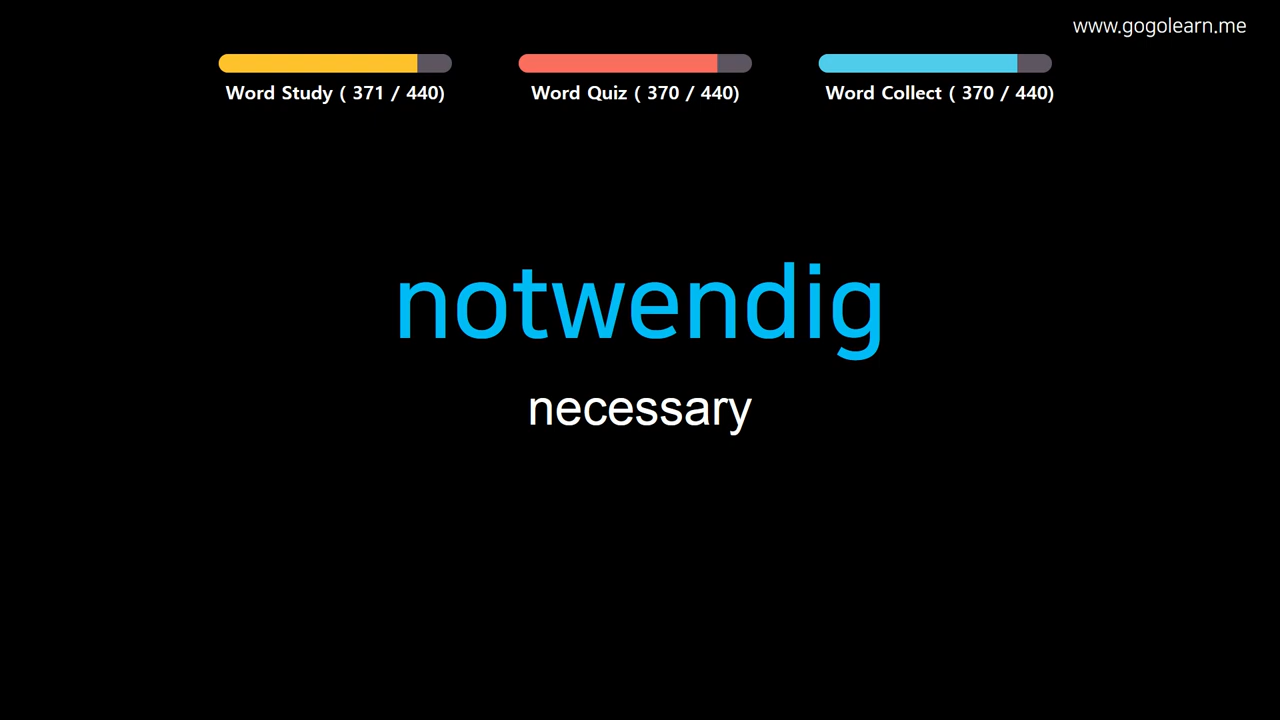 www.gogolearn.me
Word Study ( 371 / 440)
Word Quiz ( 370 / 440)
Word Collect ( 370 / 440)
notwendig
necessary